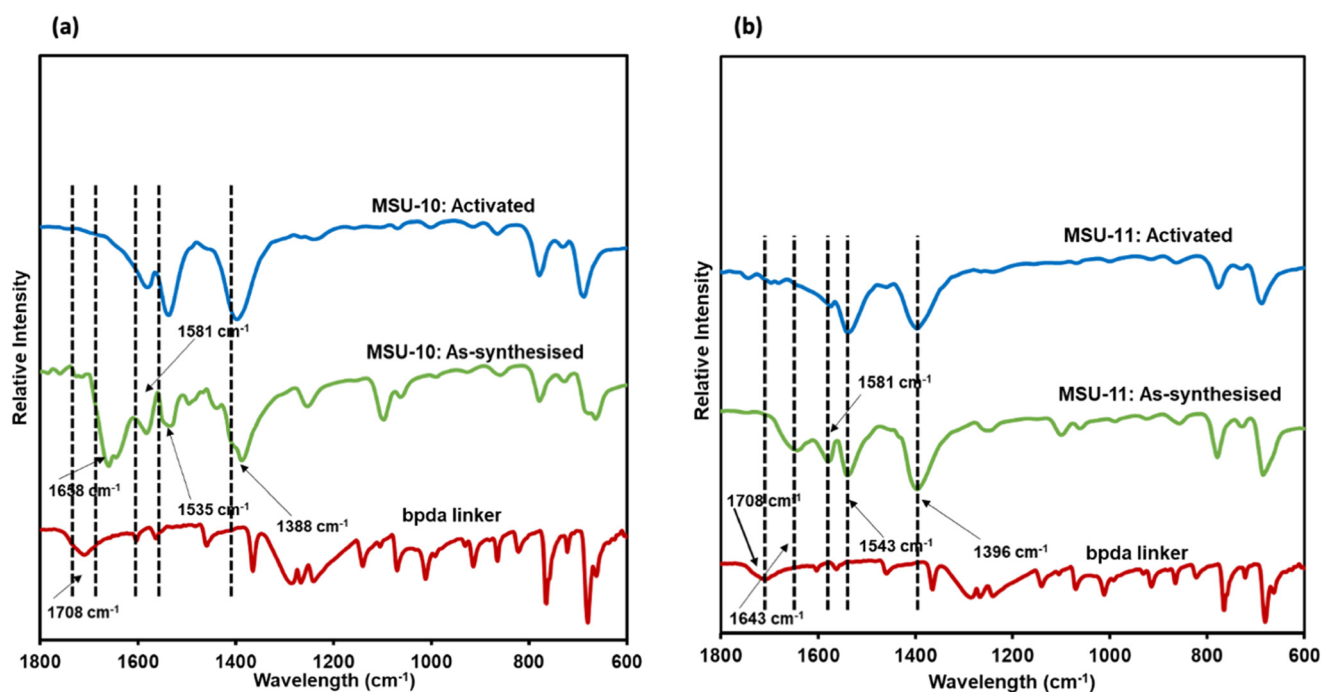 (a)
MSU-10: Activated
1581 cm⁻¹
MSU-10: As-synthesised
1658 cm⁻¹
1535 cm⁻¹
1388 cm⁻¹
bpda linker
1708 cm⁻¹
Relative Intensity
1800 1600 1400 1200 1000 800 600
Wavelength (cm⁻¹)
(b)
MSU-11: Activated
1581 cm⁻¹
MSU-11: As-synthesised
1708 cm⁻¹
1543 cm⁻¹
1396 cm⁻¹
bpda linker
1643 cm⁻¹
Relative Intensity
1800 1600 1400 1200 1000 800 600
Wavelength (cm⁻¹)